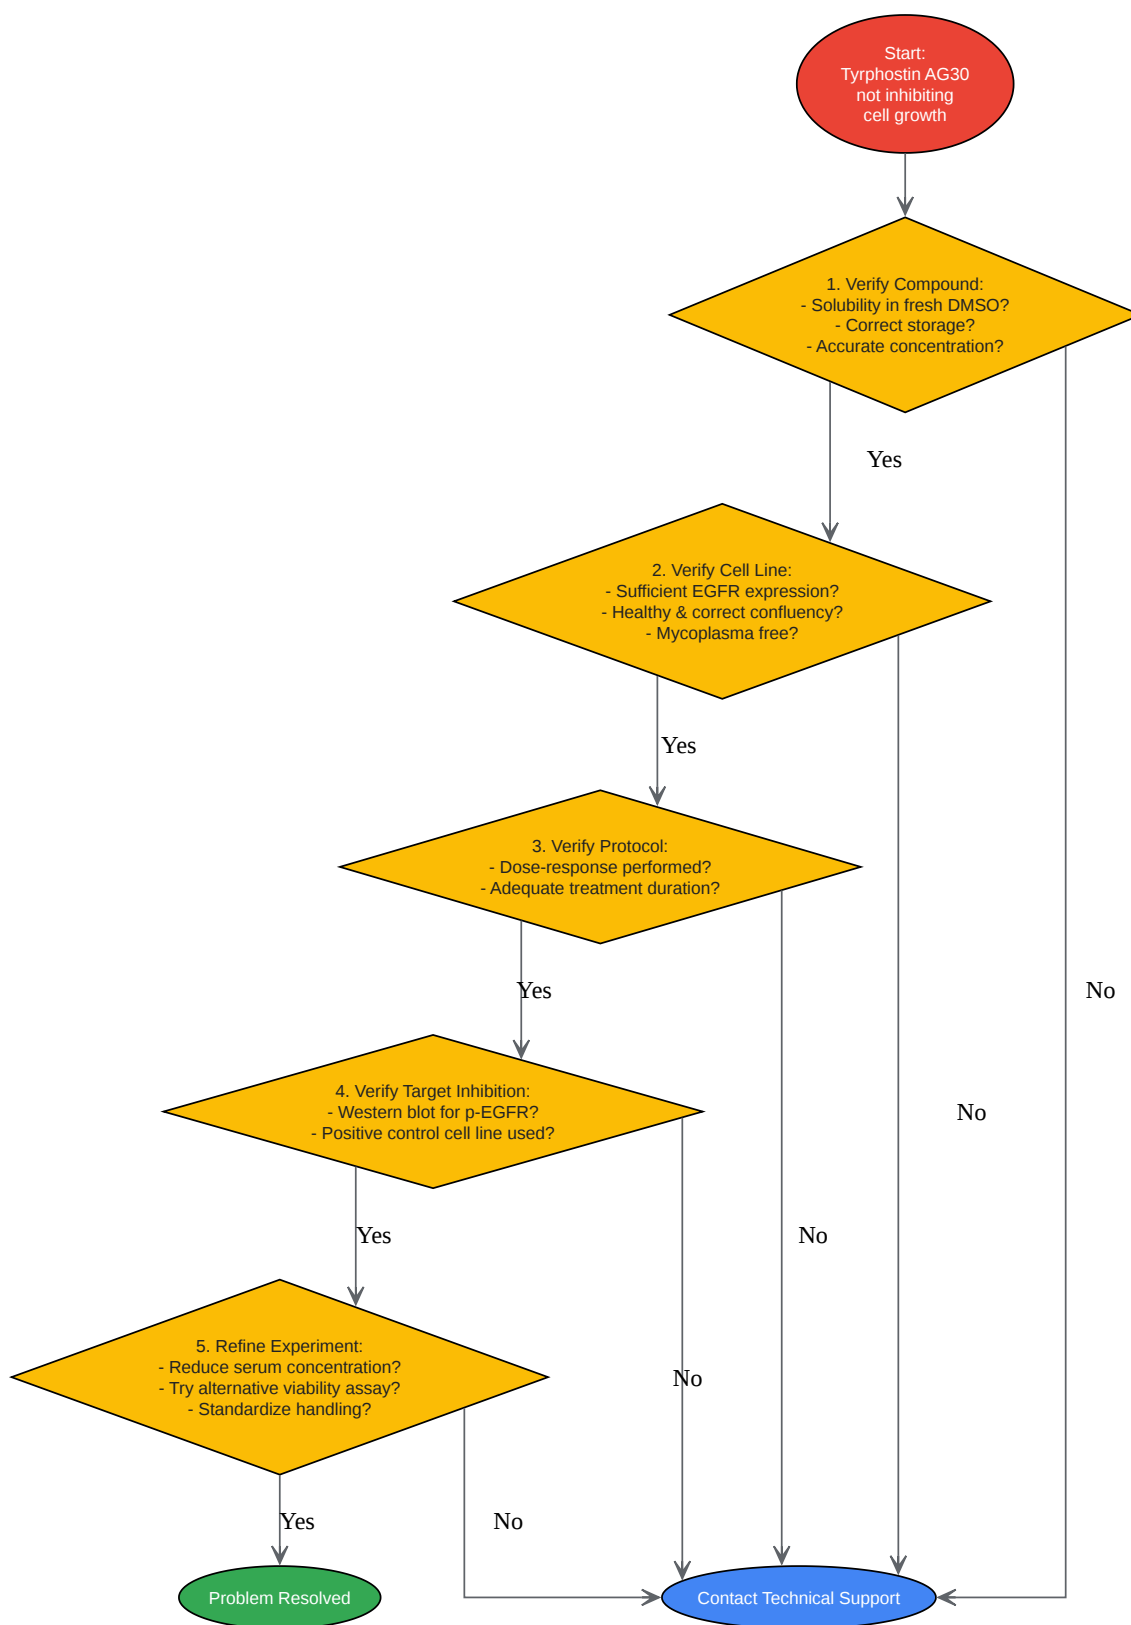 Start:
Tyrphostin AG30
not inhibiting
cell growth
1. Verify Compound:
- Solubility in fresh DMSO?
- Correct storage?
- Accurate concentration?
Yes
2. Verify Cell Line:
- Sufficient EGFR expression?
- Healthy & correct confluency?
- Mycoplasma free?
Yes
3. Verify Protocol:
- Dose-response performed?
- Adequate treatment duration?
Yes
No
4. Verify Target Inhibition:
- Western blot for p-EGFR?
- Positive control cell line used?
No
Yes
No
5. Refine Experiment:
- Reduce serum concentration?
- Try alternative viability assay?
- Standardize handling?
No
Yes
No
Problem Resolved
Contact Technical Support